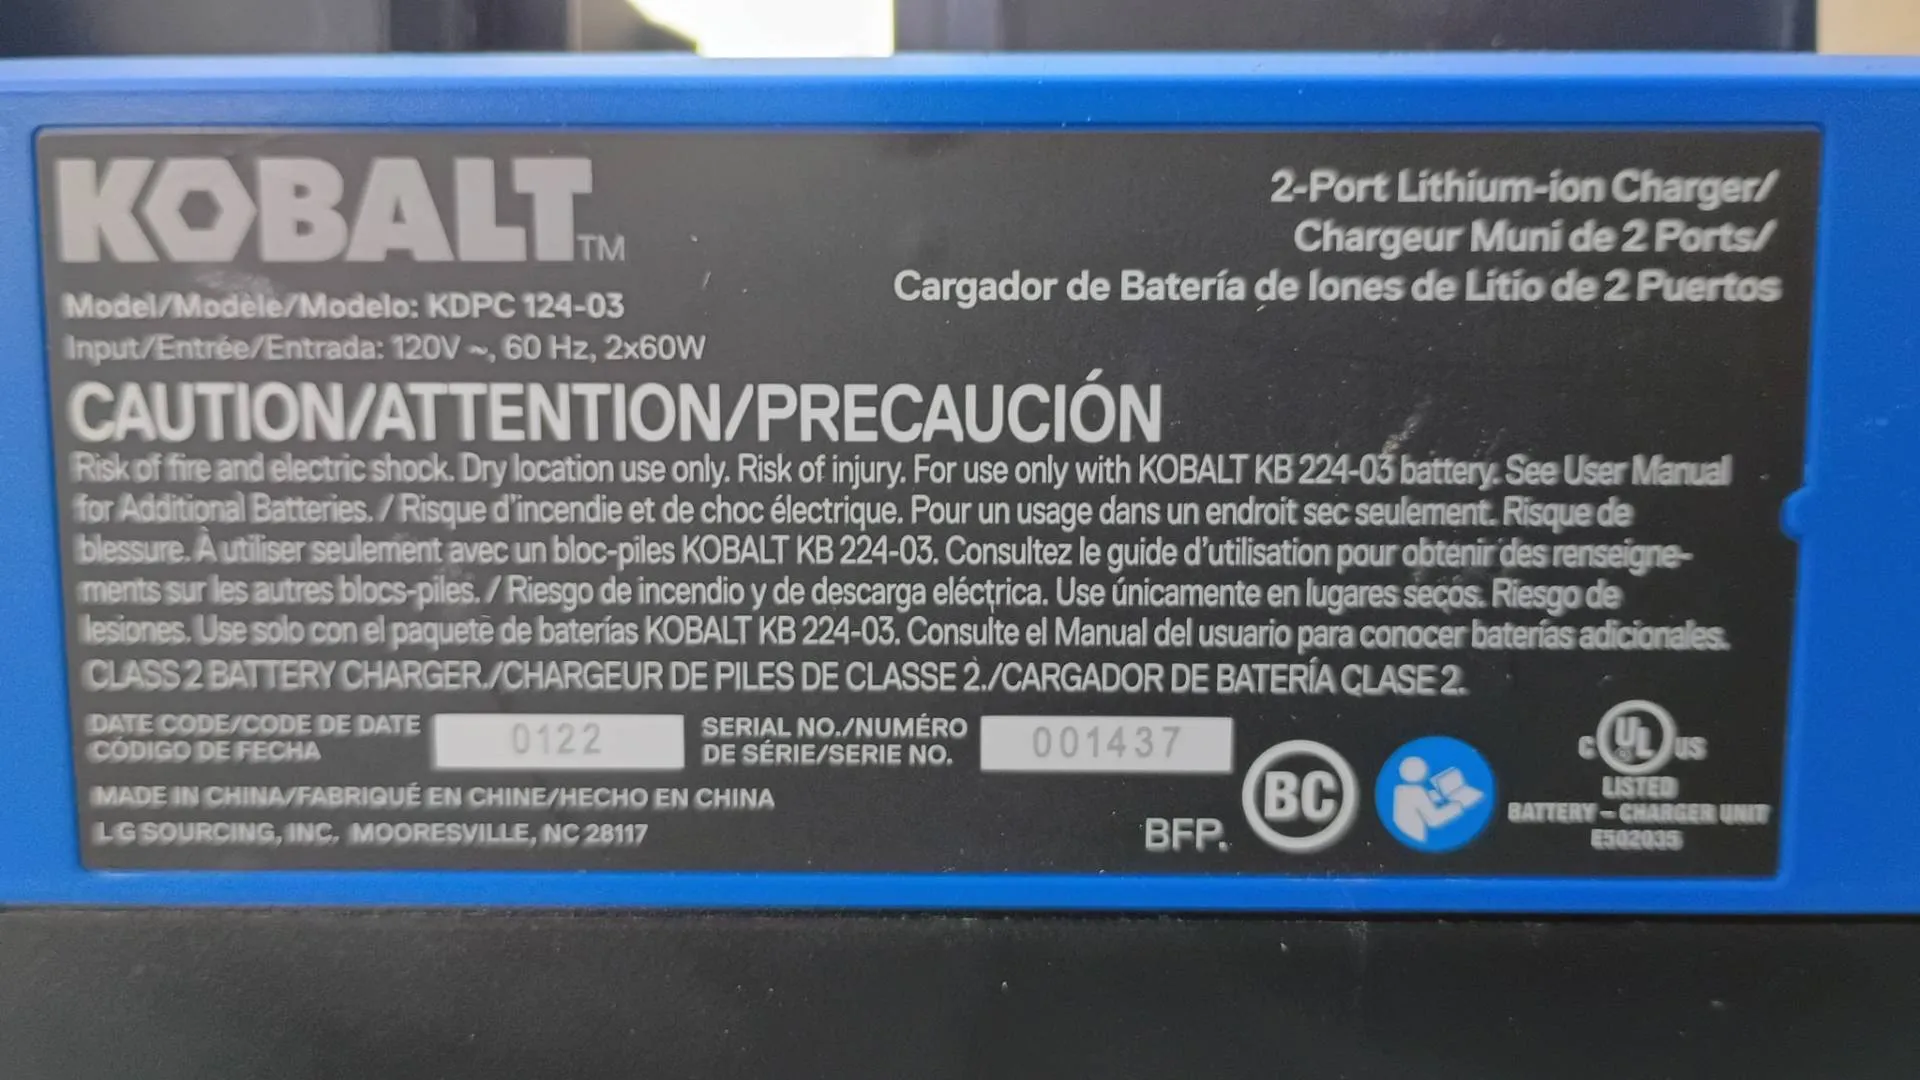 KOBALT™
2-Port Lithium-ion Charger/
Chargeur Muni de 2 Ports/
Cargador de Batería de Iones de Litio de 2 Puertos
Model/Modèle/Modelo: KDPC 124-03
Input/Entrée/Entrada: 120V ~, 60 Hz, 2x60W
CAUTION/ATTENTION/PRECAUCIÓN
Risk of fire and electric shock. Dry location use only. Risk of injury. For use only with KOBALT KB 224-03 battery. See User Manual
for Additional Batteries. / Risque d'incendie et de choc électrique. Pour un usage dans un endroit sec seulement. Risque de
blessure. À utiliser seulement avec un bloc-piles KOBALT KB 224-03. Consultez le guide d'utilisation pour obtenir des renseigne-
ments sur les autres blocs-piles. / Riesgo de incendio y de descarga eléctrica. Use únicamente en lugares secos. Riesgo de
lesiones. Use solo con el paquete de baterías KOBALT KB 224-03. Consulte el Manual del usuario para conocer baterías adicionales.
CLASS 2 BATTERY CHARGER./CHARGEUR DE PILES DE CLASSE 2./CARGADOR DE BATERÍA CLASE 2.
DATE CODE/CODE DE DATE
CÓDIGO DE FECHA
0122
SERIAL NO./NUMÉRO
DE SÉRIE/SERIE NO.
001437
MADE IN CHINA/FABRIQUÉ EN CHINE/HECHO EN CHINA
L G SOURCING, INC. MOORESVILLE, NC 28117
BFP.
BC
C UL US
®
LISTED
BATTERY – CHARGER UNIT
E502035